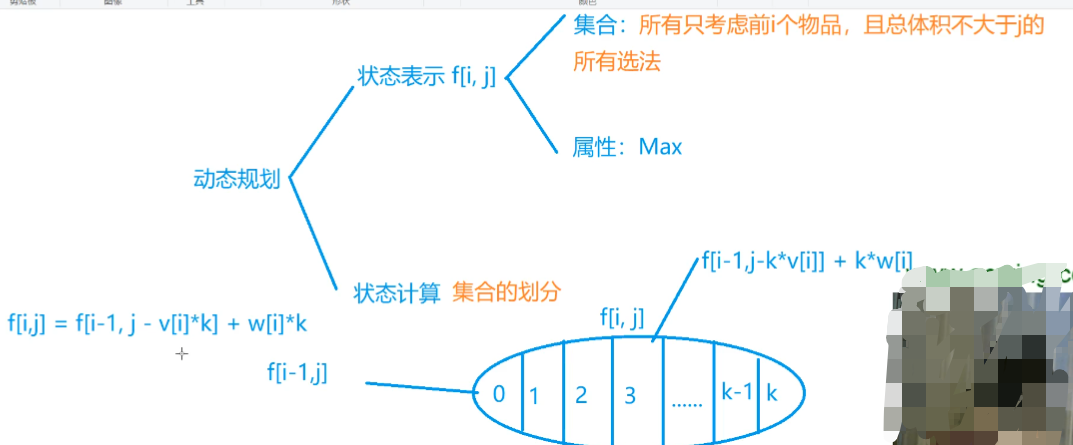 剪贴板 图像 工具 形状 颜色
集合：所有只考虑前i个物品，且总体积不大于j的
所有选法
状态表示 f[i, j]
属性：Max
动态规划
f[i-1,j-k*v[i]] + k*w[i]
状态计算 集合的划分
f[i,j] = f[i-1, j - v[i]*k] + w[i]*k
f[i, j]
f[i-1,j]
0 1 2 3 ...... k-1 k